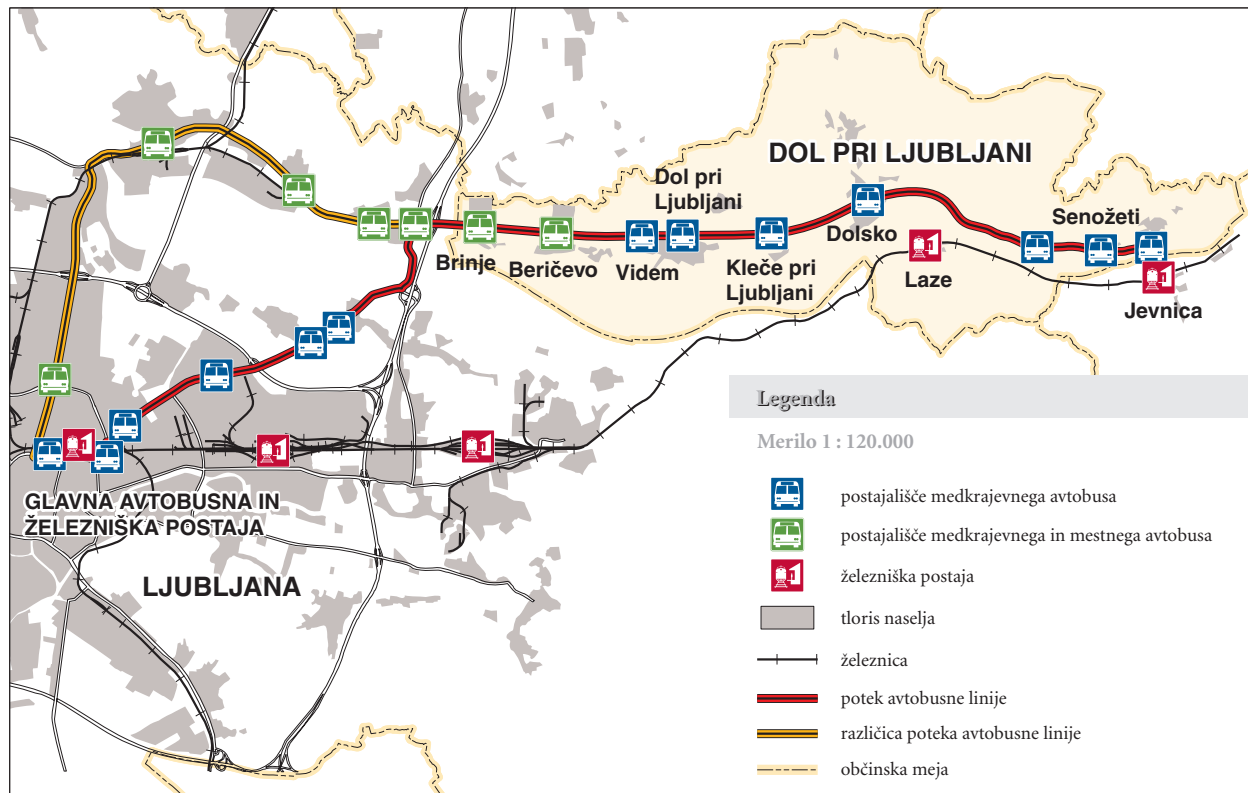 DOL PRI LJUBLJANI
Dol pri
Ljubljani
Senožeti
Brinje
Beričevo
Videm
Kleče pri
Ljubljani
Dolsko
Laze
Jevnica
GLAVNA AVTOBUSNA IN
ŽELEZNIŠKA POSTAJA
LJUBLJANA
Legenda
Merilo 1 : 120.000
postajališče medkrajevnega avtobusa
postajališče medkrajevnega in mestnega avtobusa
železniška postaja
tloris naselja
železnica
potek avtobusne linije
različica poteka avtobusne linije
občinska meja